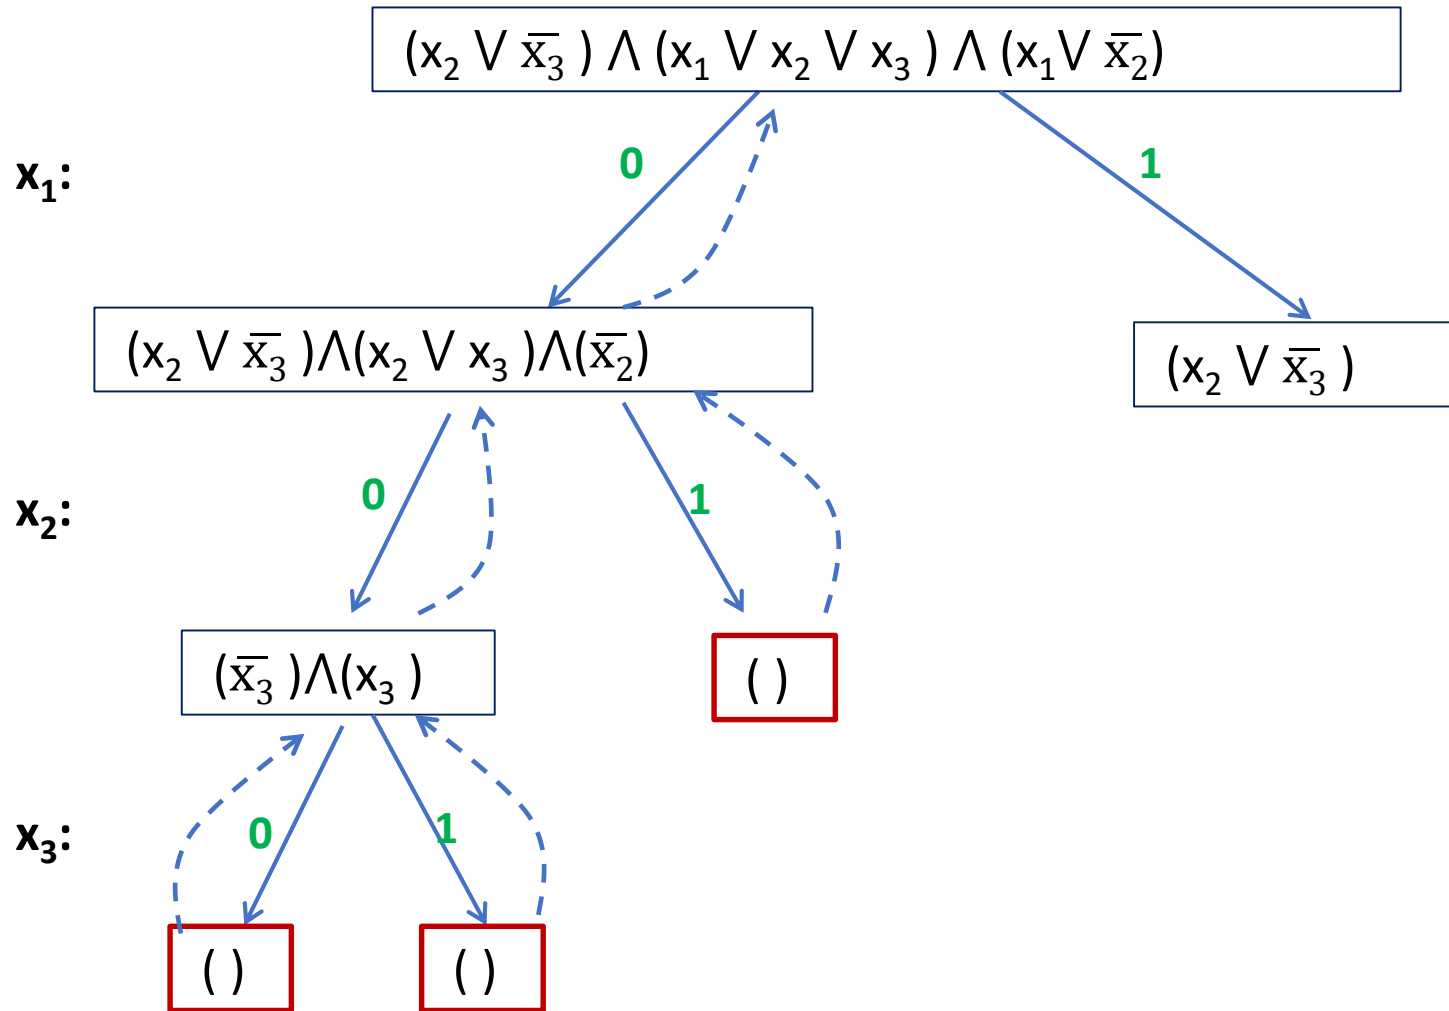 (x₂ ⋁ x̅₃ ) ⋀ (x₁ ⋁ x₂ ⋁ x₃ ) ⋀ (x₁⋁ x̅₂)
x₁:
0
1
(x₂ ⋁ x̅₃ )⋀(x₂ ⋁ x₃ )⋀(x̅₂)
(x₂ ⋁ x̅₃ )
x₂:
0
1
(x̅₃ )⋀(x₃ )
( )
x₃:
0
1
( )
( )